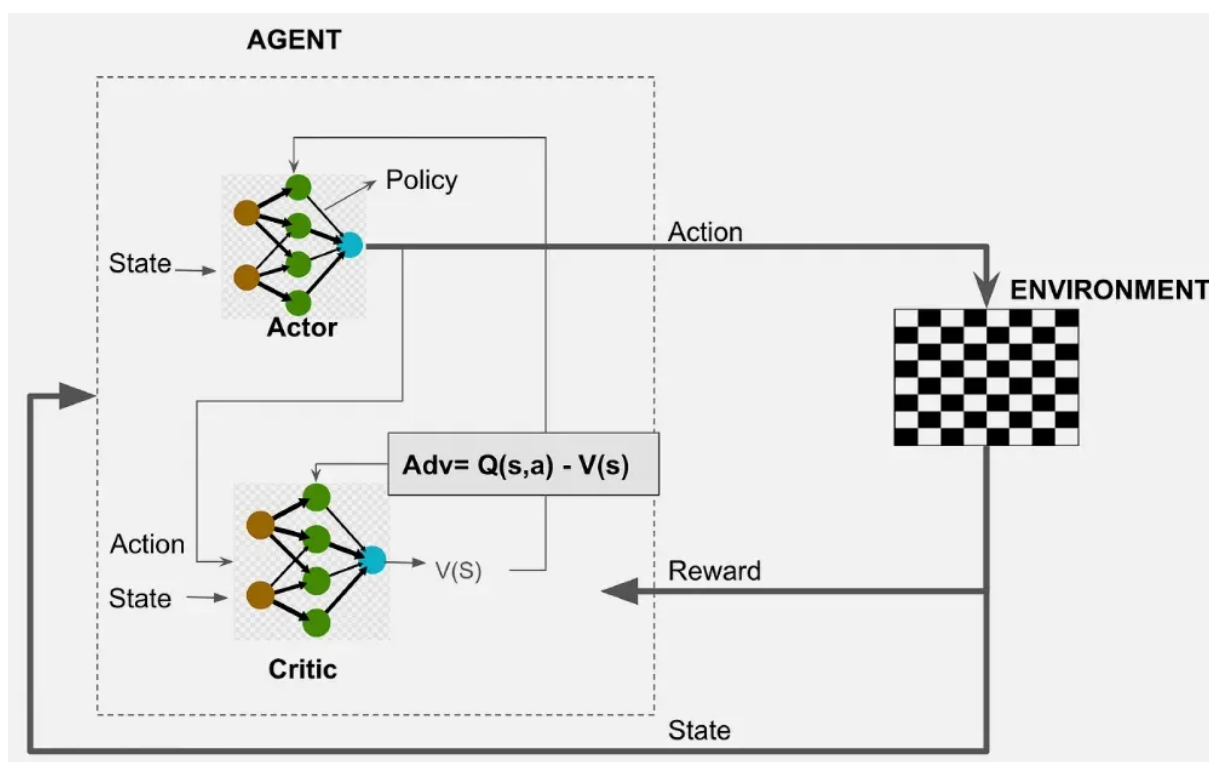 AGENT
Policy
Action
State
ENVIRONMENT
Actor
Adv= Q(s,a) - V(s)
Action
V(S)
Reward
State
Critic
State